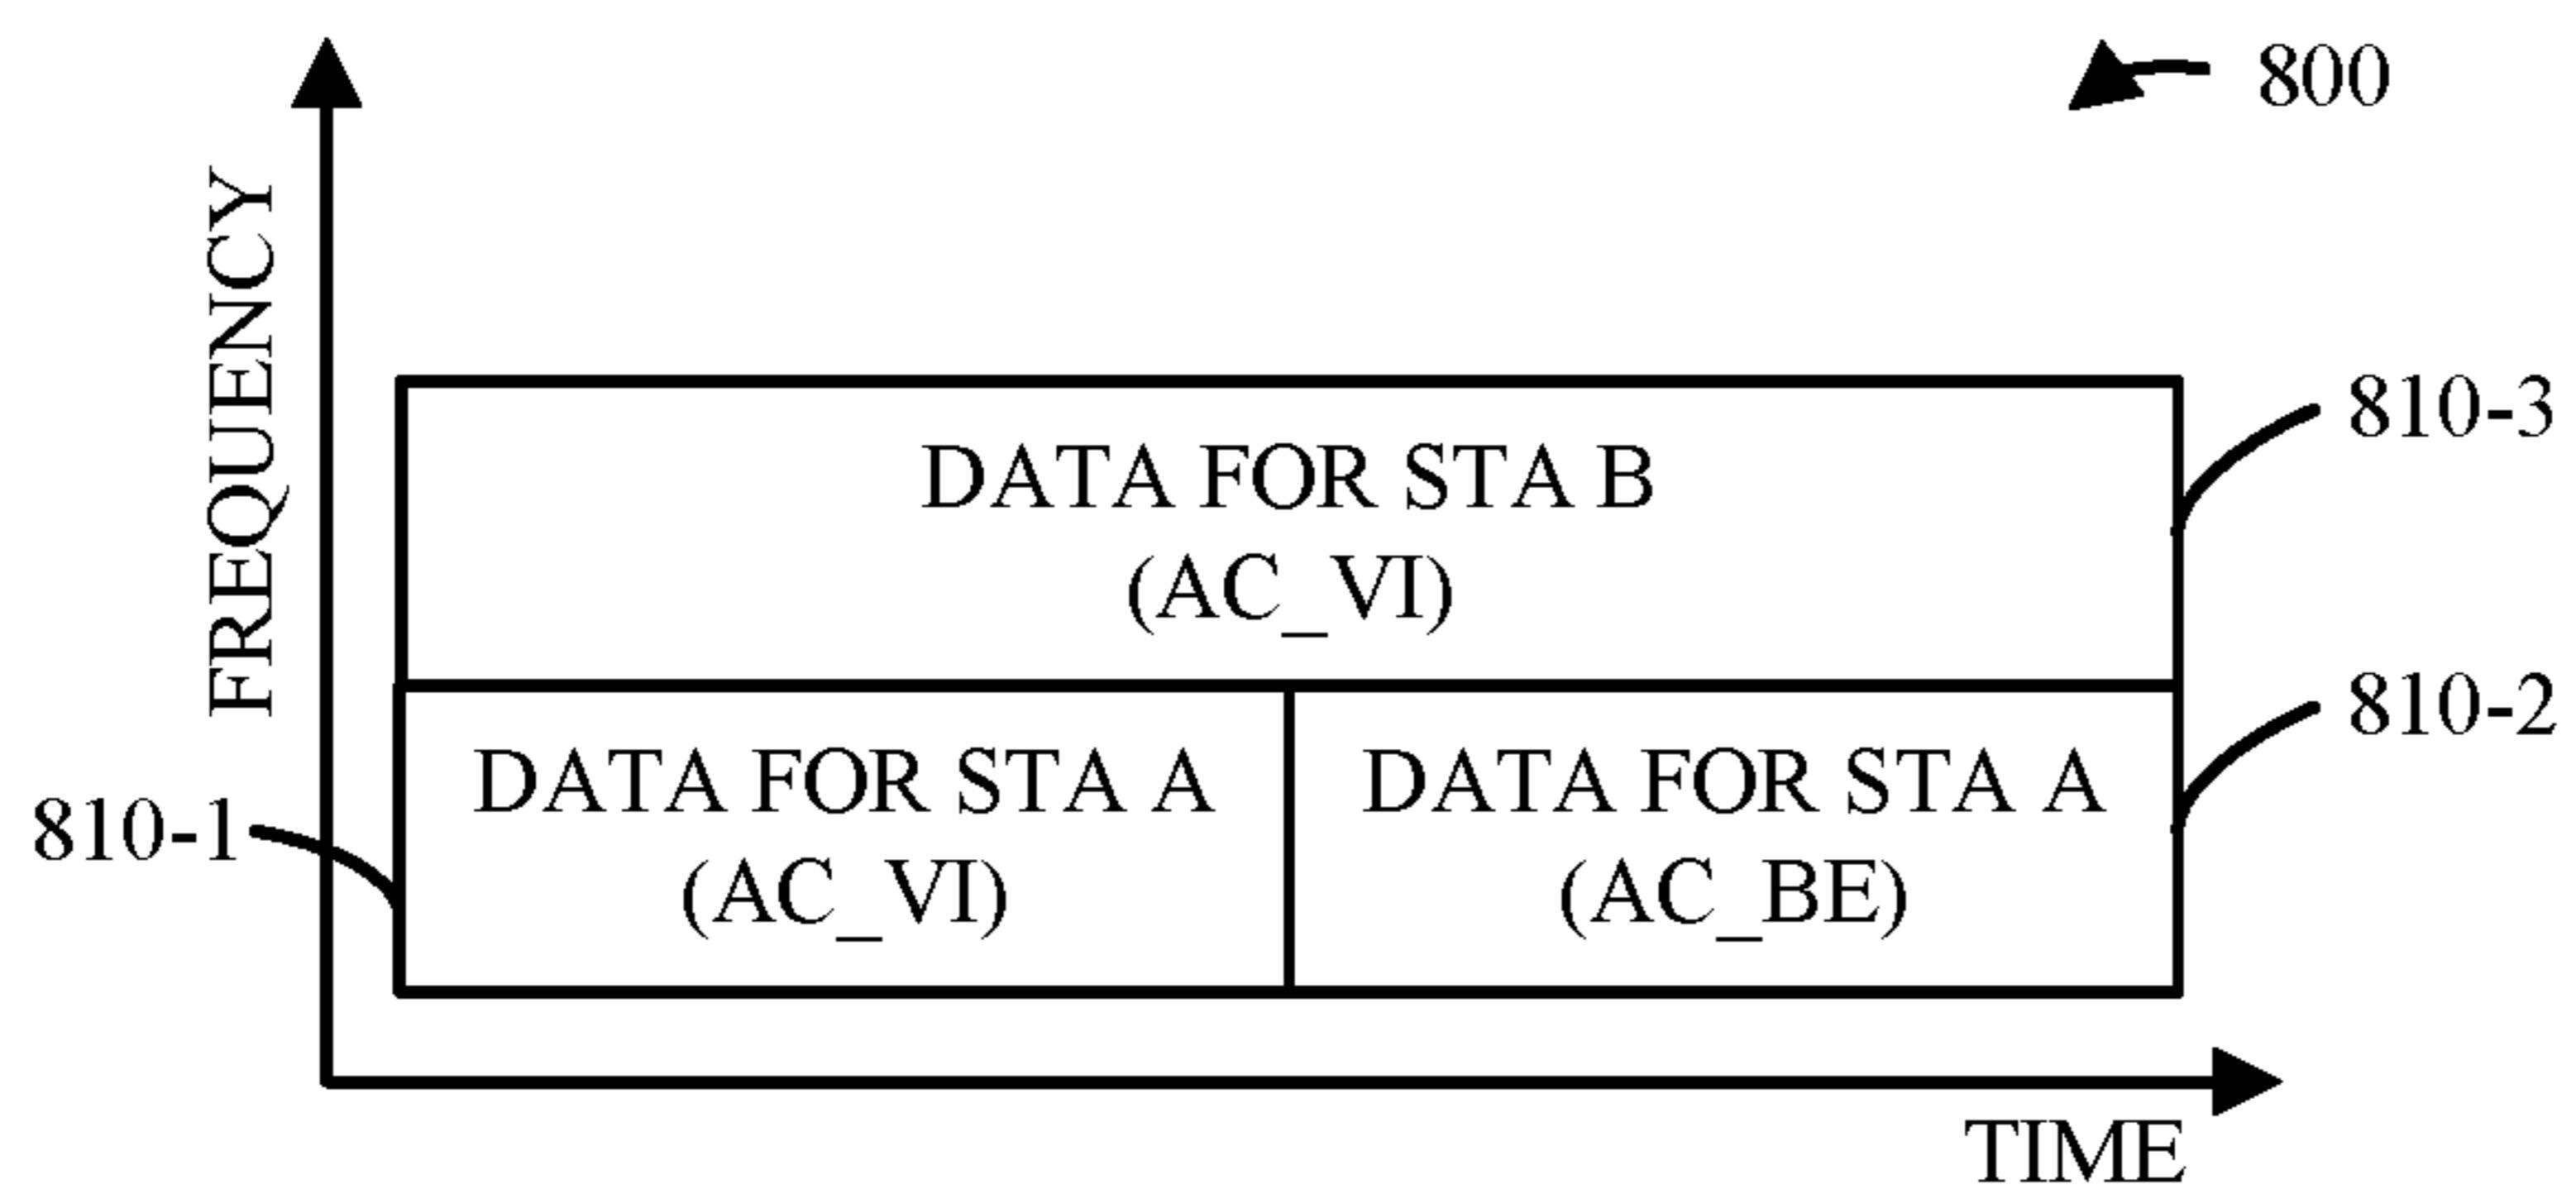 800
FREQUENCY
DATA FOR STA B
(AC_VI)
810-3
DATA FOR STA A
(AC_VI)
810-1
DATA FOR STA A
(AC_BE)
810-2
TIME